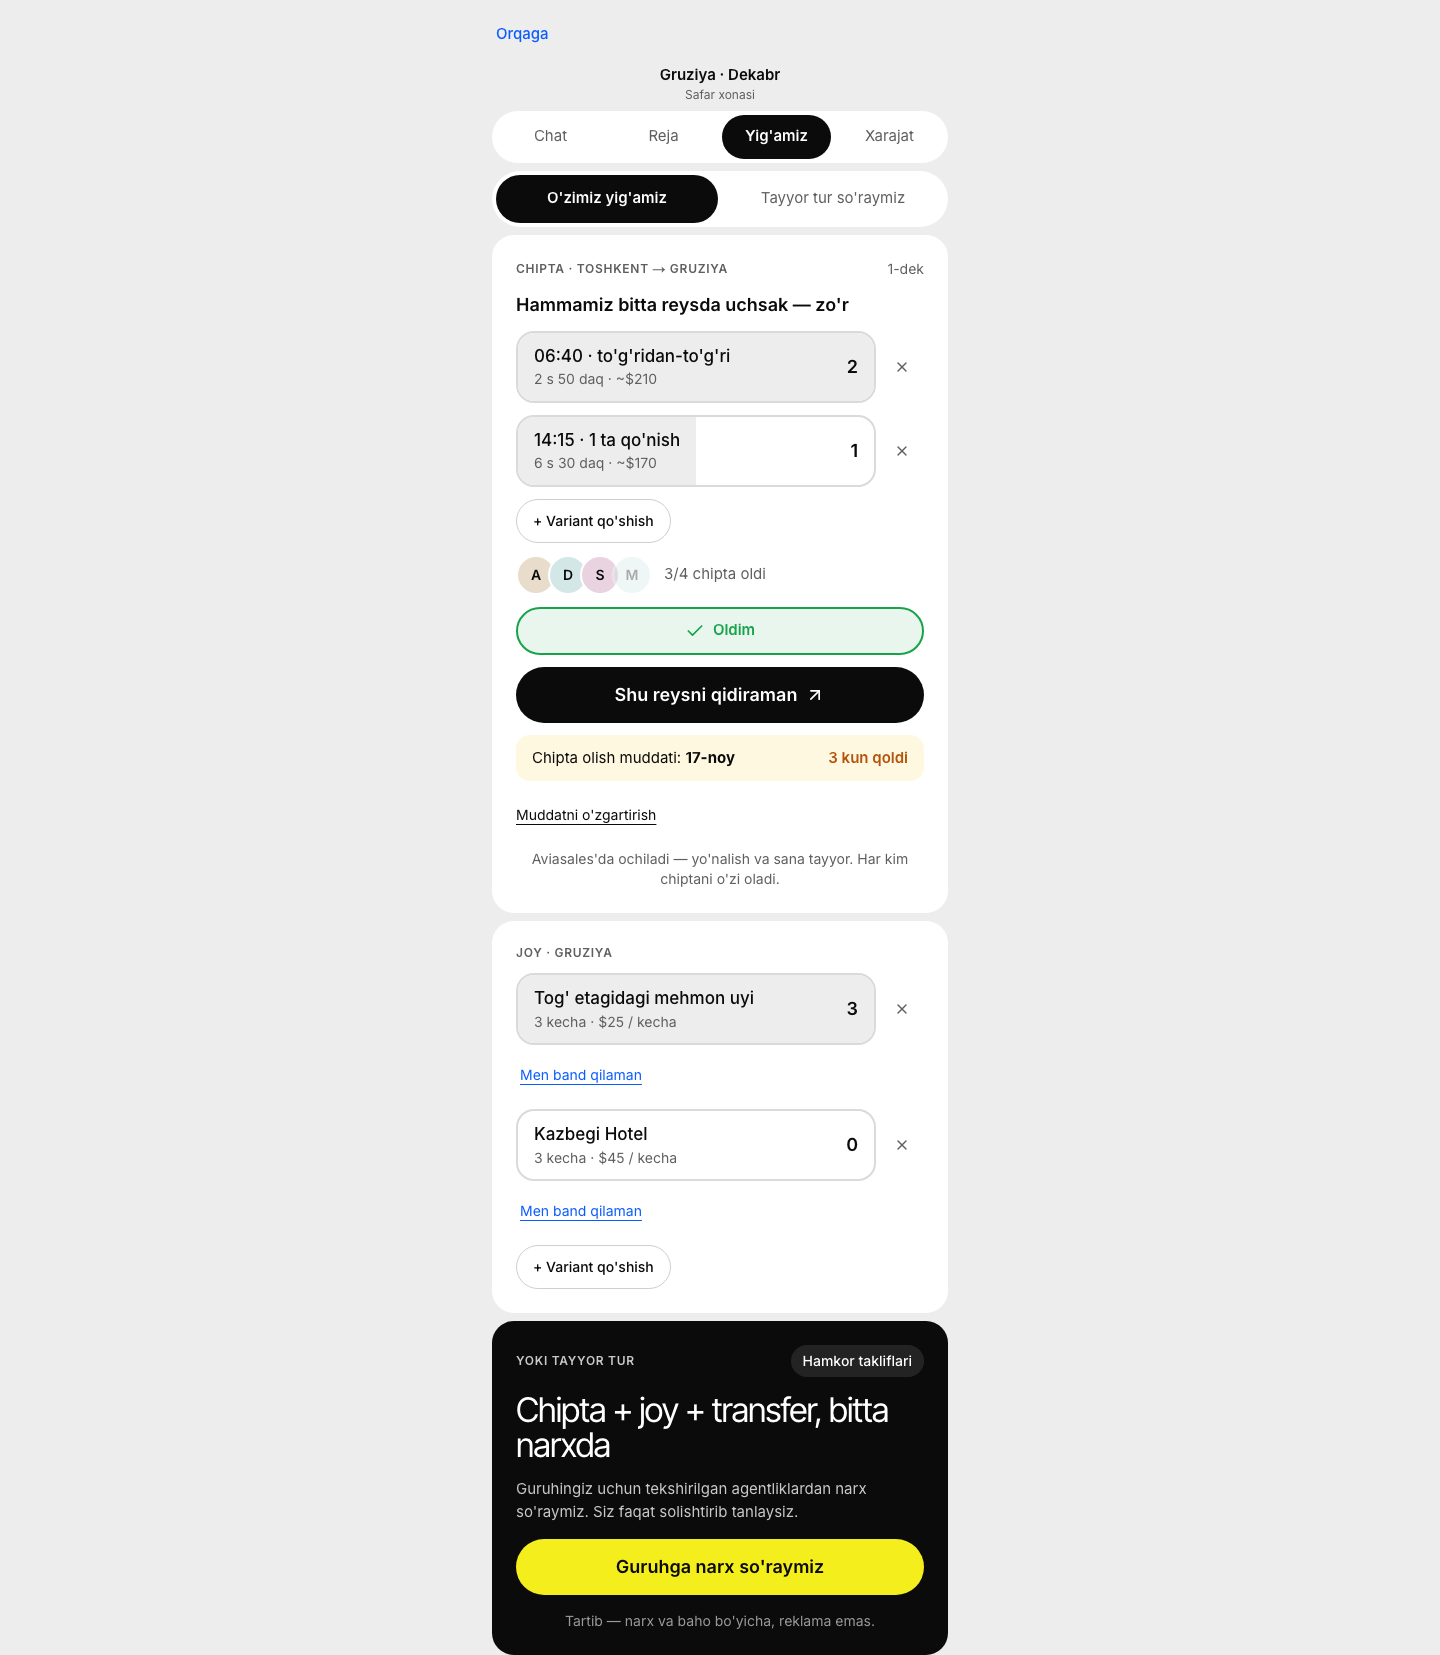 Orqaga
Gruziya · Dekabr
Safar xonasi
Chat
Reja
Yig'amiz
Xarajat
O'zimiz yig'amiz
Tayyor tur so'raymiz
CHIPTA · TOSHKENT → GRUZIYA
1-dek
Hammamiz bitta reysda uchsak — zo'r
06:40 · to'g'ridan-to'g'ri
2 s 50 daq · ~$210
2
×
14:15 · 1 ta qo'nish
6 s 30 daq · ~$170
1
×
+ Variant qo'shish
A
D
S
M
3/4 chipta oldi
Oldim
Shu reysni qidiraman
Chipta olish muddati: 17-noy
3 kun qoldi
Muddatni o'zgartirish
Aviasales'da ochiladi — yo'nalish va sana tayyor. Har kim
chiptani o'zi oladi.
JOY · GRUZIYA
Tog' etagidagi mehmon uyi
3 kecha · $25 / kecha
3
×
Men band qilaman
Kazbegi Hotel
3 kecha · $45 / kecha
0
×
Men band qilaman
+ Variant qo'shish
YOKI TAYYOR TUR
Hamkor takliflari
Chipta + joy + transfer, bitta
narxda
Guruhingiz uchun tekshirilgan agentliklardan narx
so'raymiz. Siz faqat solishtirib tanlaysiz.
Guruhga narx so'raymiz
Tartib — narx va baho bo'yicha, reklama emas.